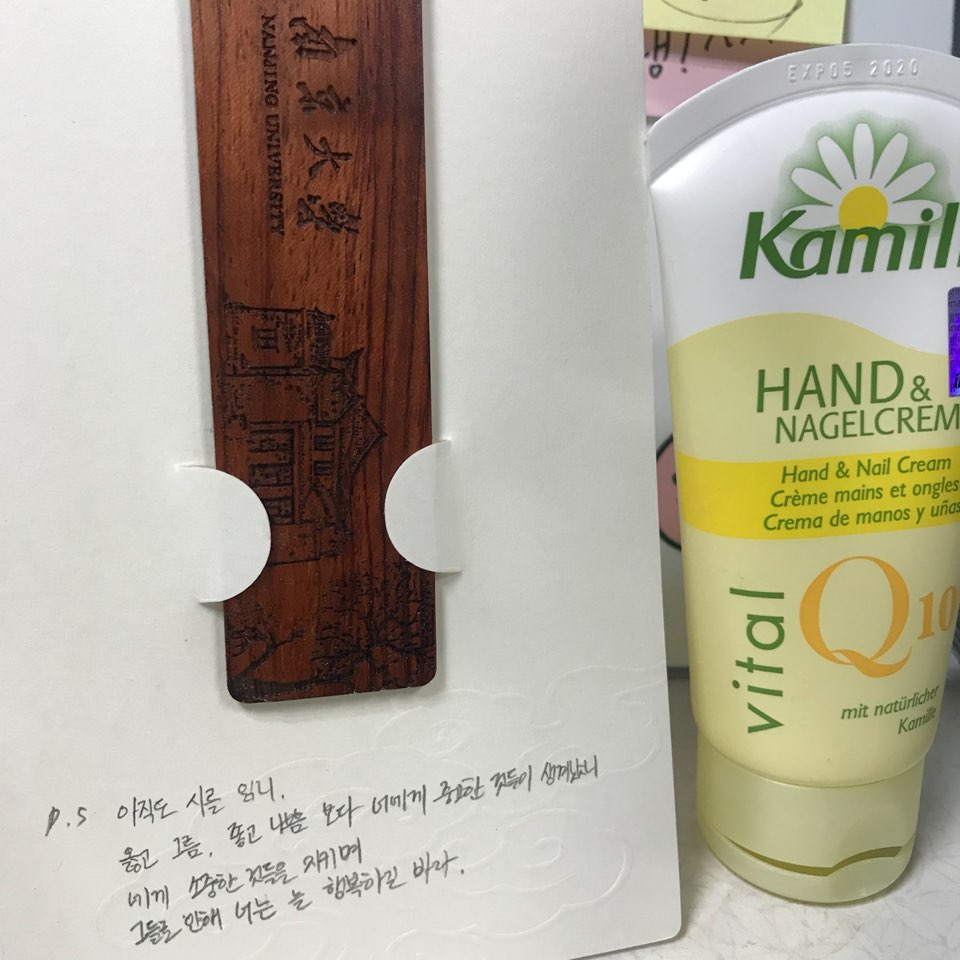 南京大學
NANJING UNIVERSITY
EXP05 2020
Kamill
HAND &
NAGELCREM
Hand & Nail Cream
Crème mains et ongles
Crema de manos y uñas
vital
Q10
mit natürlicher
Kamille
P.S 아직도 시를 읽니.
옳고 그름, 좋고 나쁨 보다 너에게 중요한 것들이 생겼니
네게 소중한 것들을 지키며
그들로 인해 너는 늘 행복하길 바라.